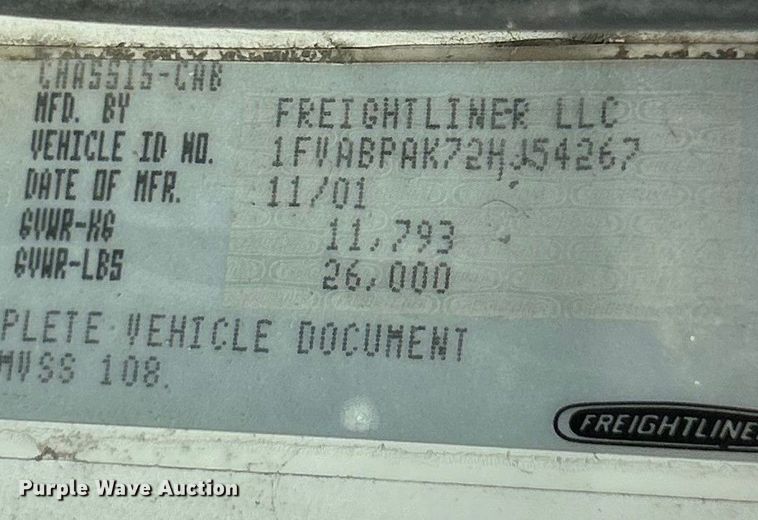 CHASSIS-CAB
MFD. BY FREIGHTLINER LLC
VEHICLE ID NO. 1FVABPAK72HJ54267
DATE OF MFR. 11/01
GVWR-KG 11,793
GVWR-LBS 26,000
PLETE VEHICLE DOCUMENT
MVSS 108.
FREIGHTLINE
Purple Wave Auction